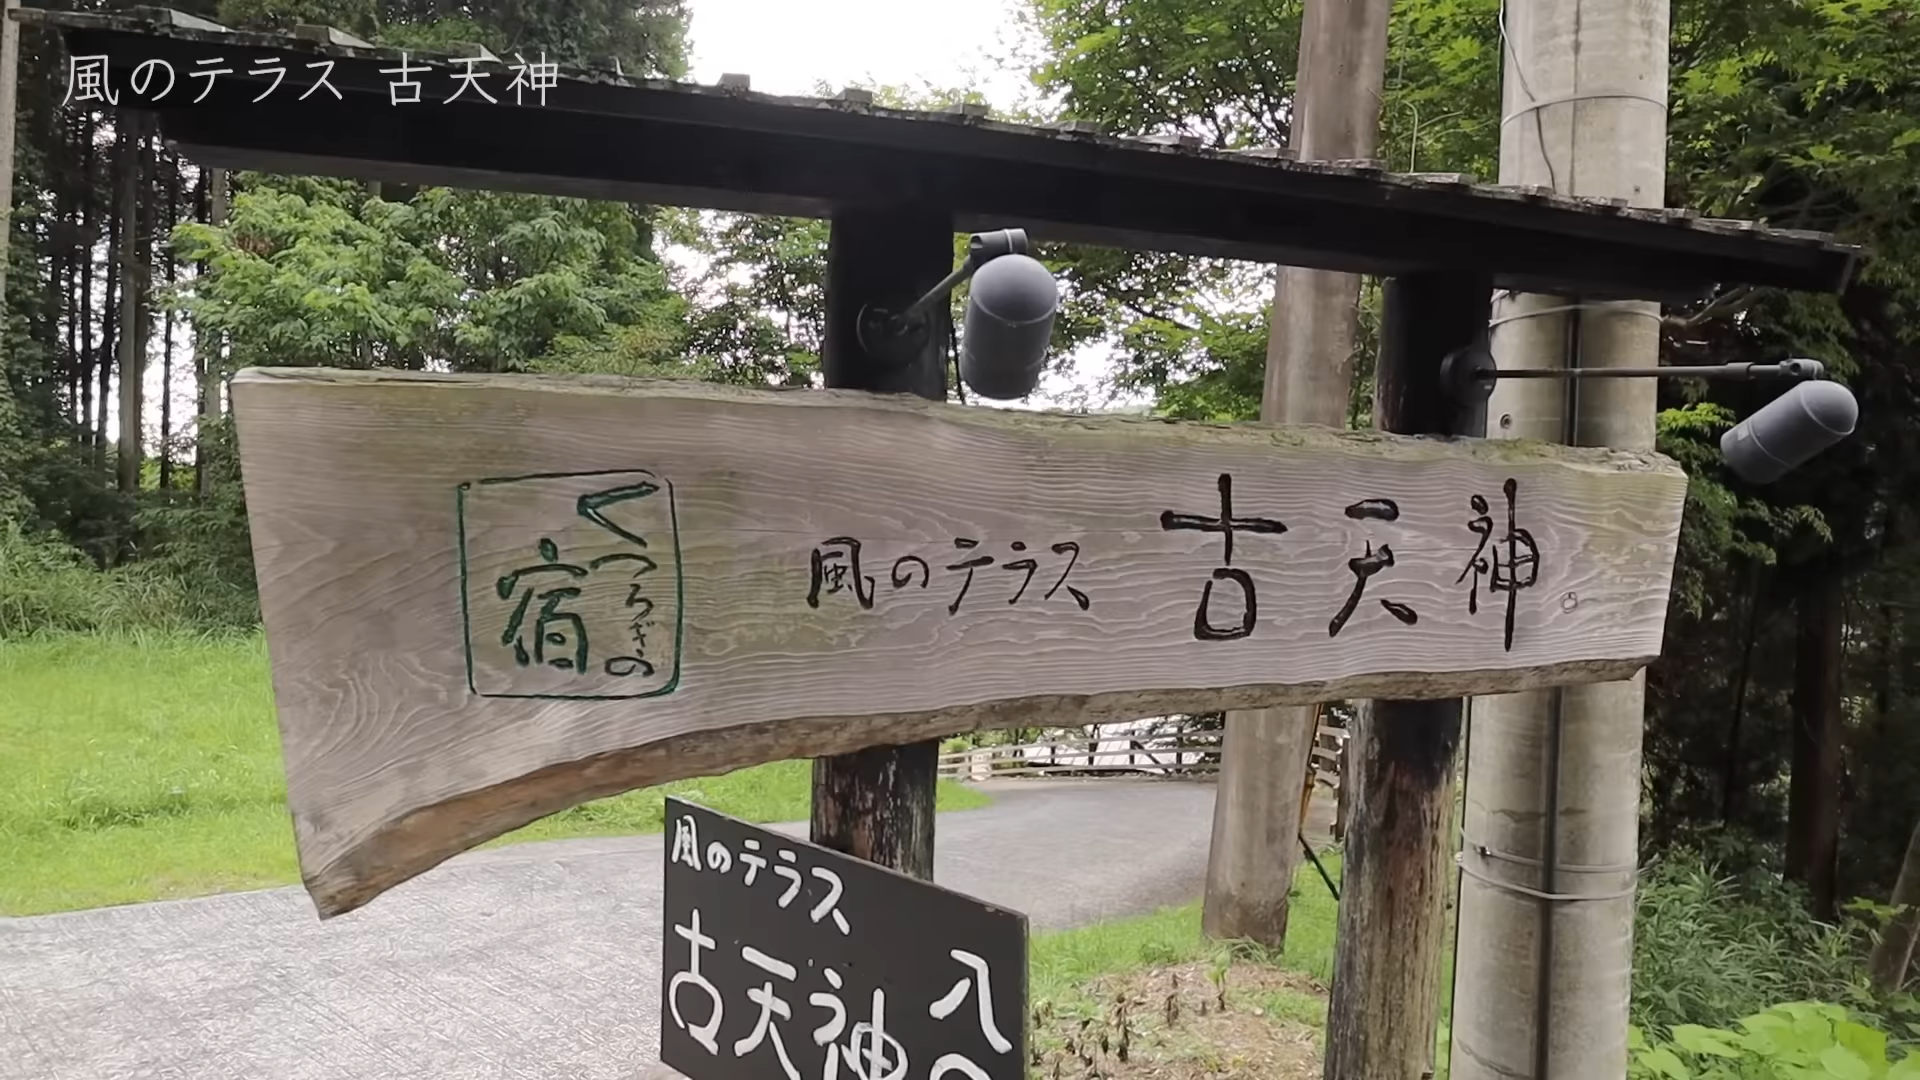 風のテラス 古天神
くつろぎの
宿
風のテラス 古天神
風のテラス
古天神
八